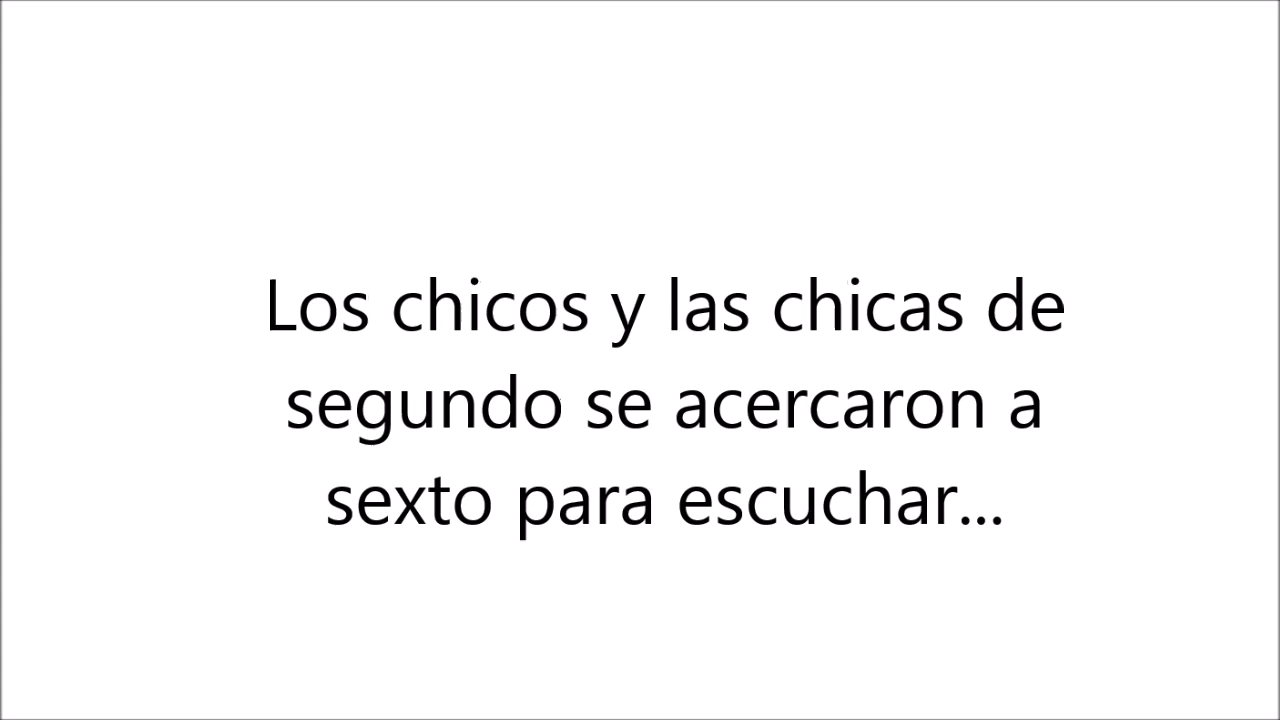 Los chicos y las chicas de
segundo se acercaron a
sexto para escuchar...